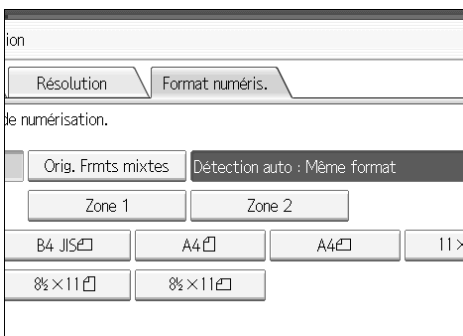 ion
Résolution Format numéris.
de numérisation.
Orig. Frmts mixtes Détection auto : Même format
Zone 1 Zone 2
B4 JIS A4 A4 11×
8½×11 8½×11